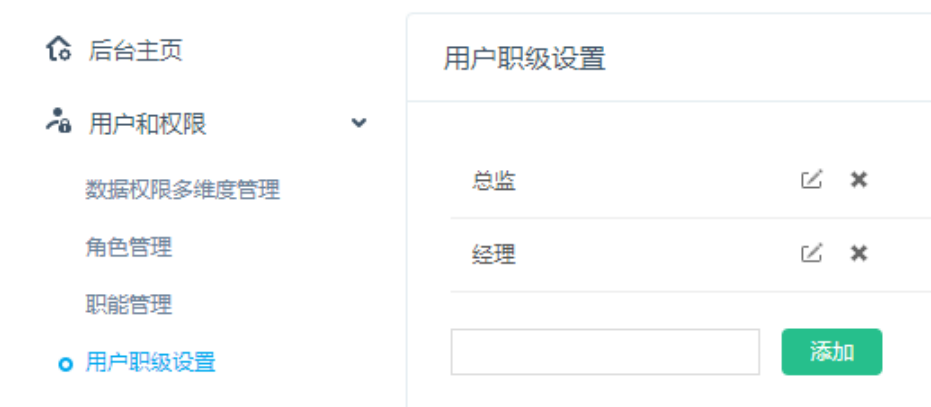 后台主页
用户和权限
数据权限多维度管理
角色管理
职能管理
用户职级设置
用户职级设置
总监
经理
添加